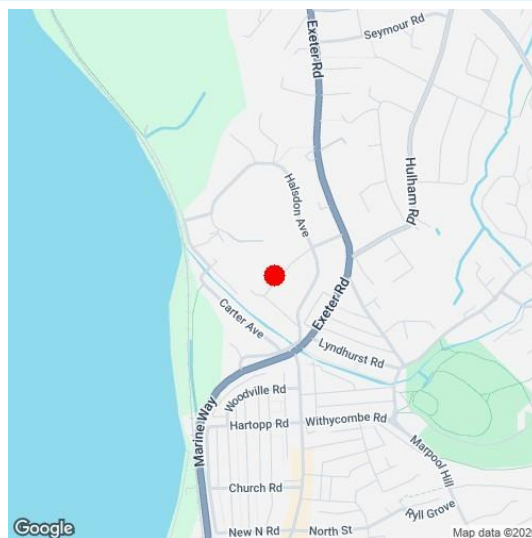 Seymour Rd
Exeter Rd
Hulham Rd
Halsdon Ave
Exeter Rd
Carter Ave
Lyndhurst Rd
Woodville Rd
Marine Way
Hartopp Rd
Withycombe Rd
Marpool Hill
Church Rd
Ryll Grove
New N Rd
North St
Google
Map data ©202